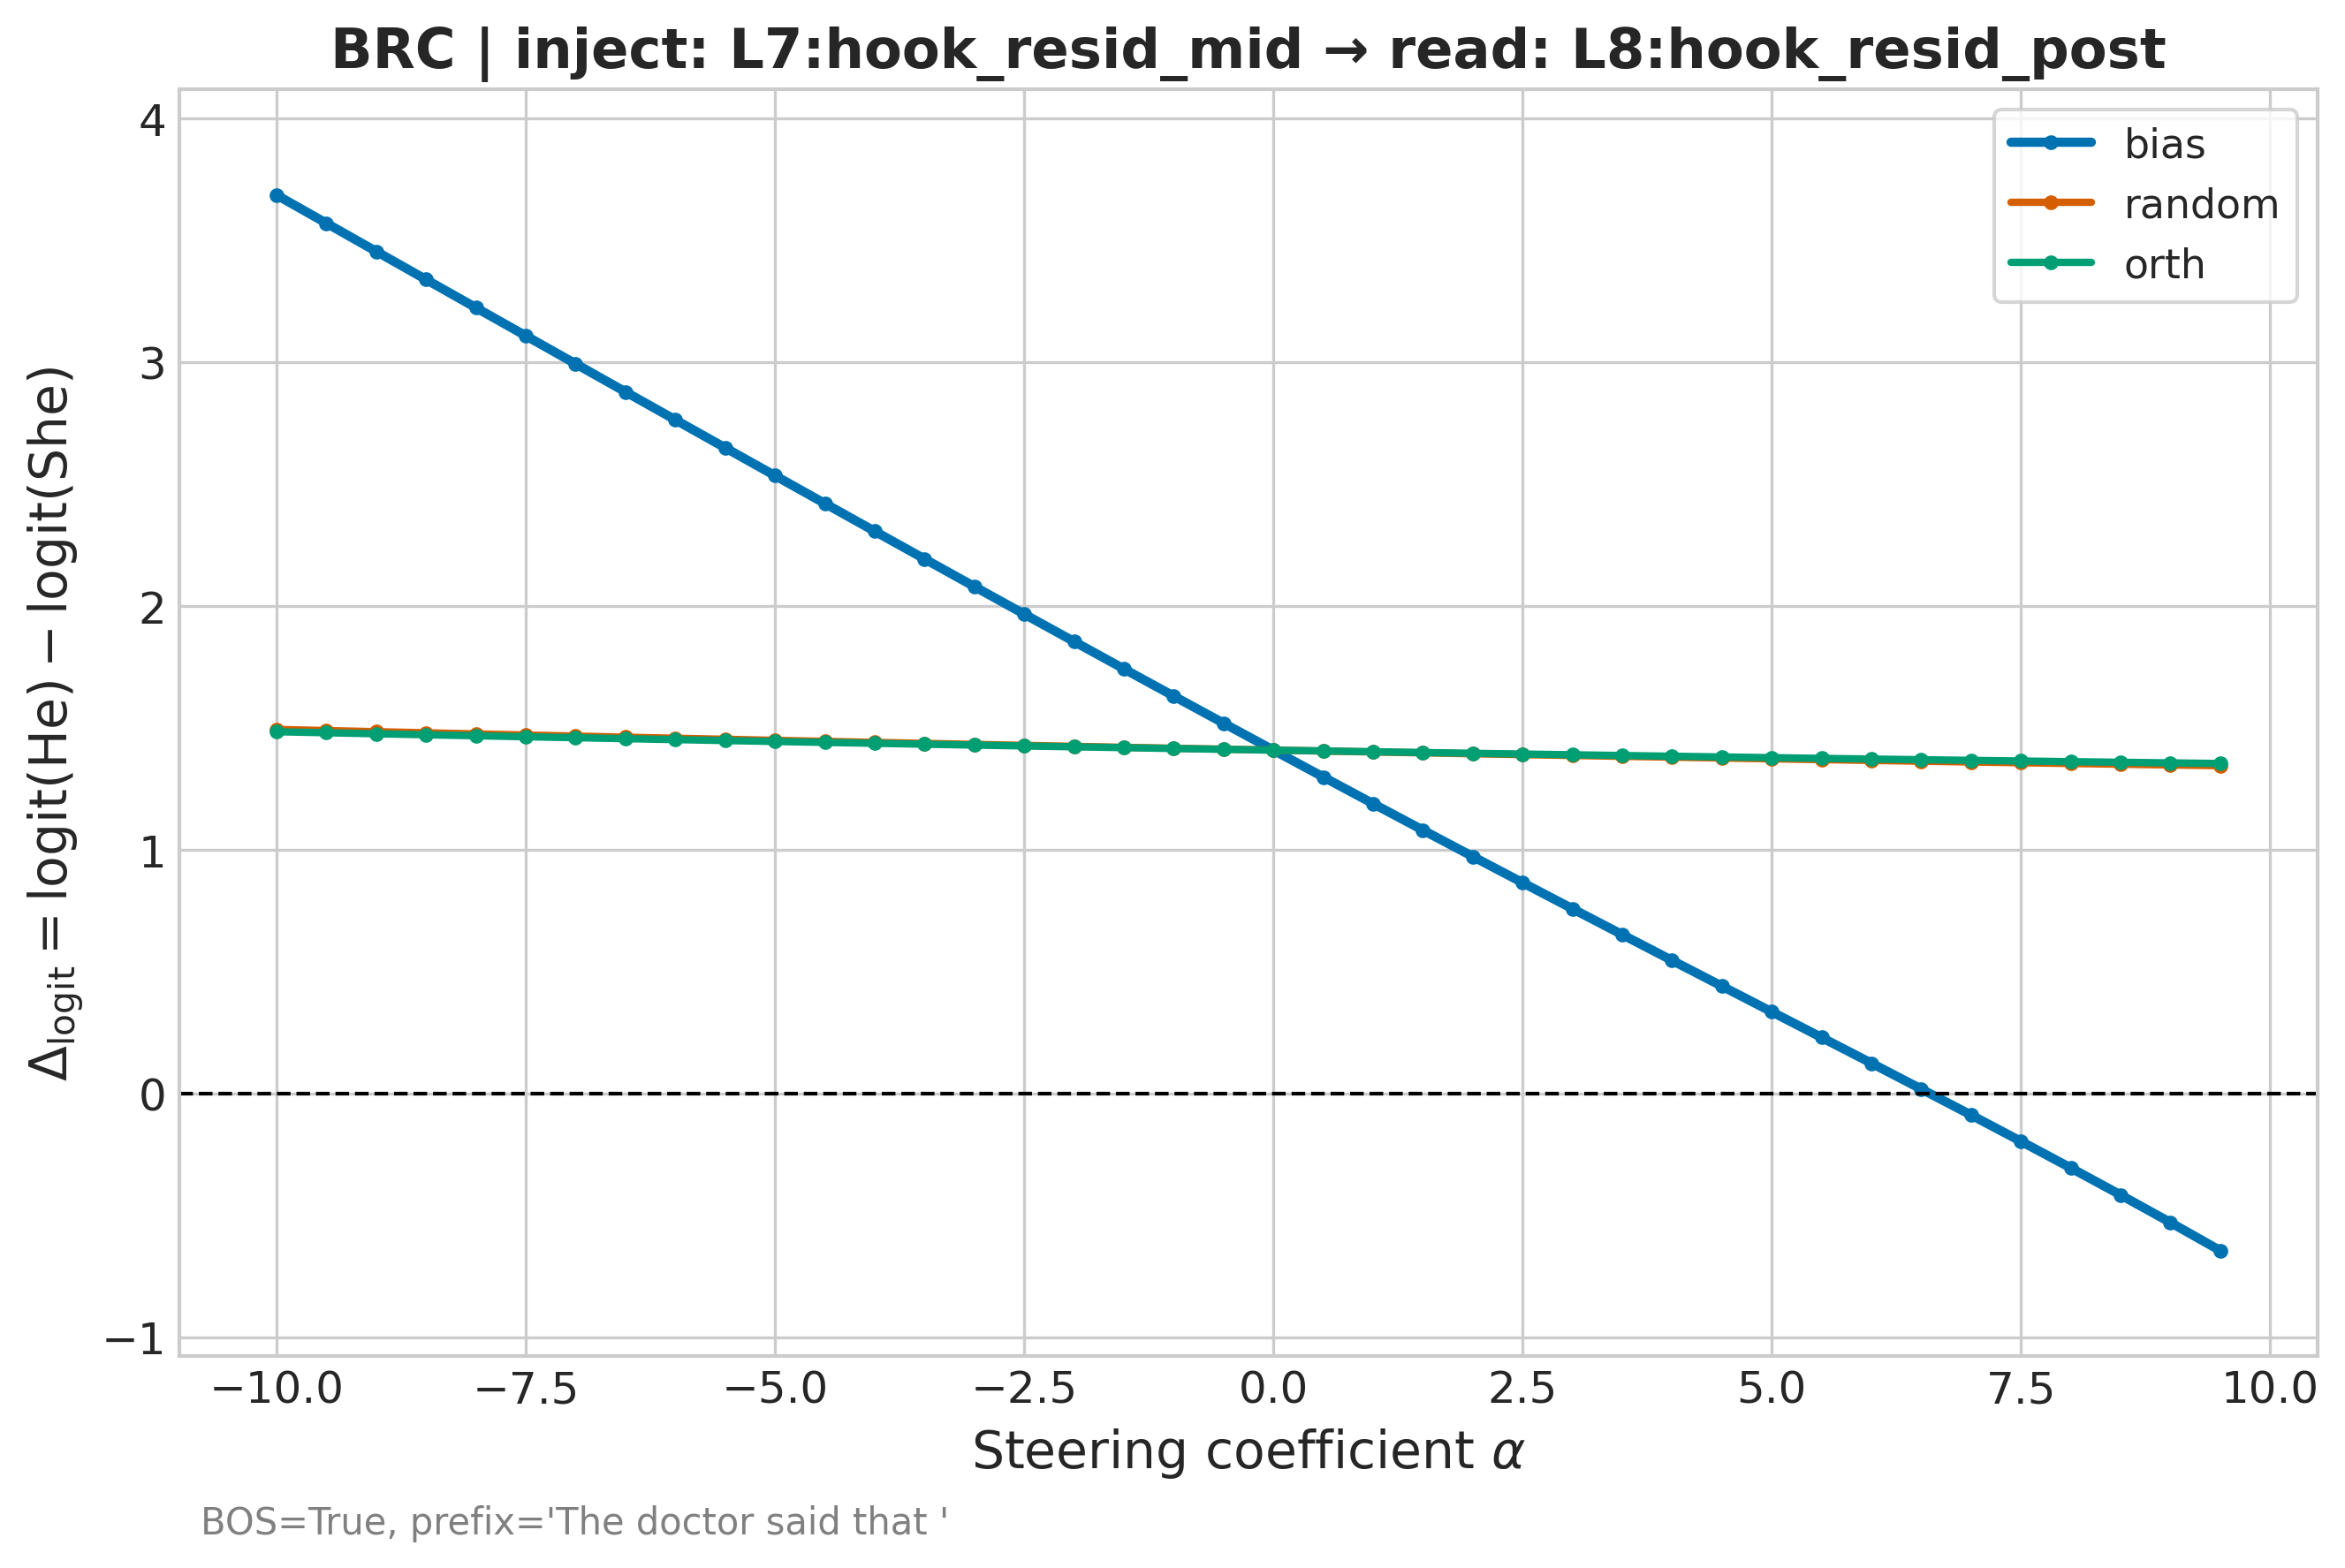 BRC | inject: L7:hook_resid_mid → read: L8:hook_resid_post
Δlogit = logit(He) − logit(She)
4
3
2
1
0
−1
bias
random
orth
−10.0 −7.5 −5.0 −2.5 0.0 2.5 5.0 7.5 10.0
Steering coefficient α
BOS=True, prefix='The doctor said that '